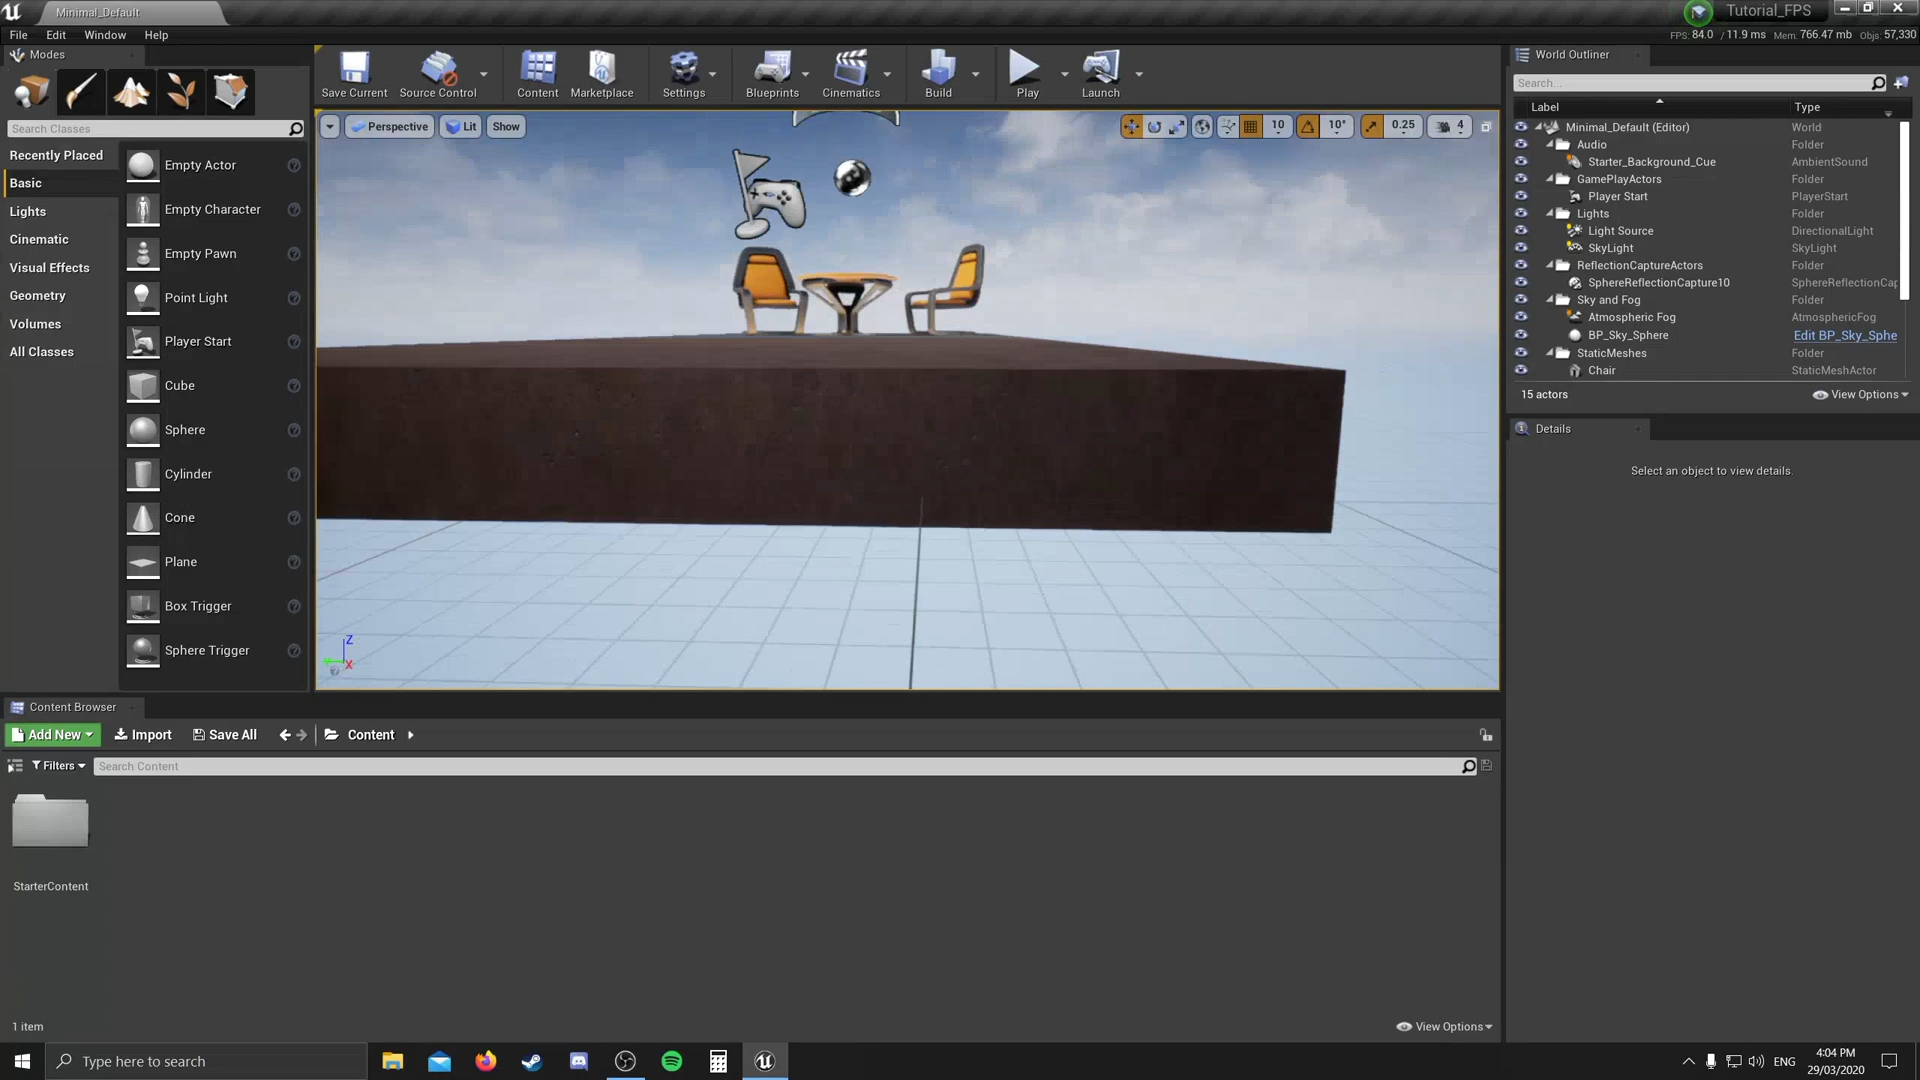 Minimal_Default
Tutorial_FPS
File Edit Window Help
FPS: 84.0 / 11.9 ms Mem: 766.47 mb Objs: 57,330
Modes
Search Classes
Recently Placed
Basic
Lights
Cinematic
Visual Effects
Geometry
Volumes
All Classes
Empty Actor
Empty Character
Empty Pawn
Point Light
Player Start
Cube
Sphere
Cylinder
Cone
Plane
Box Trigger
Sphere Trigger
Save Current Source Control Content Marketplace Settings Blueprints Cinematics Build Play Launch
Perspective Lit Show 10 10° 0.25 4
Z
Y X
World Outliner
Search...
Label Type
Minimal_Default (Editor) World
Audio Folder
Starter_Background_Cue AmbientSound
GamePlayActors Folder
Player Start PlayerStart
Lights Folder
Light Source DirectionalLight
SkyLight SkyLight
ReflectionCaptureActors Folder
SphereReflectionCapture10 SphereReflectionCap
Sky and Fog Folder
Atmospheric Fog AtmosphericFog
BP_Sky_Sphere Edit BP_Sky_Sphe
StaticMeshes Folder
Chair StaticMeshActor
15 actors View Options
Details
Select an object to view details.
Content Browser
Add New Import Save All Content
Filters Search Content
StarterContent
1 item View Options
Type here to search
ENG
4:04 PM
29/03/2020